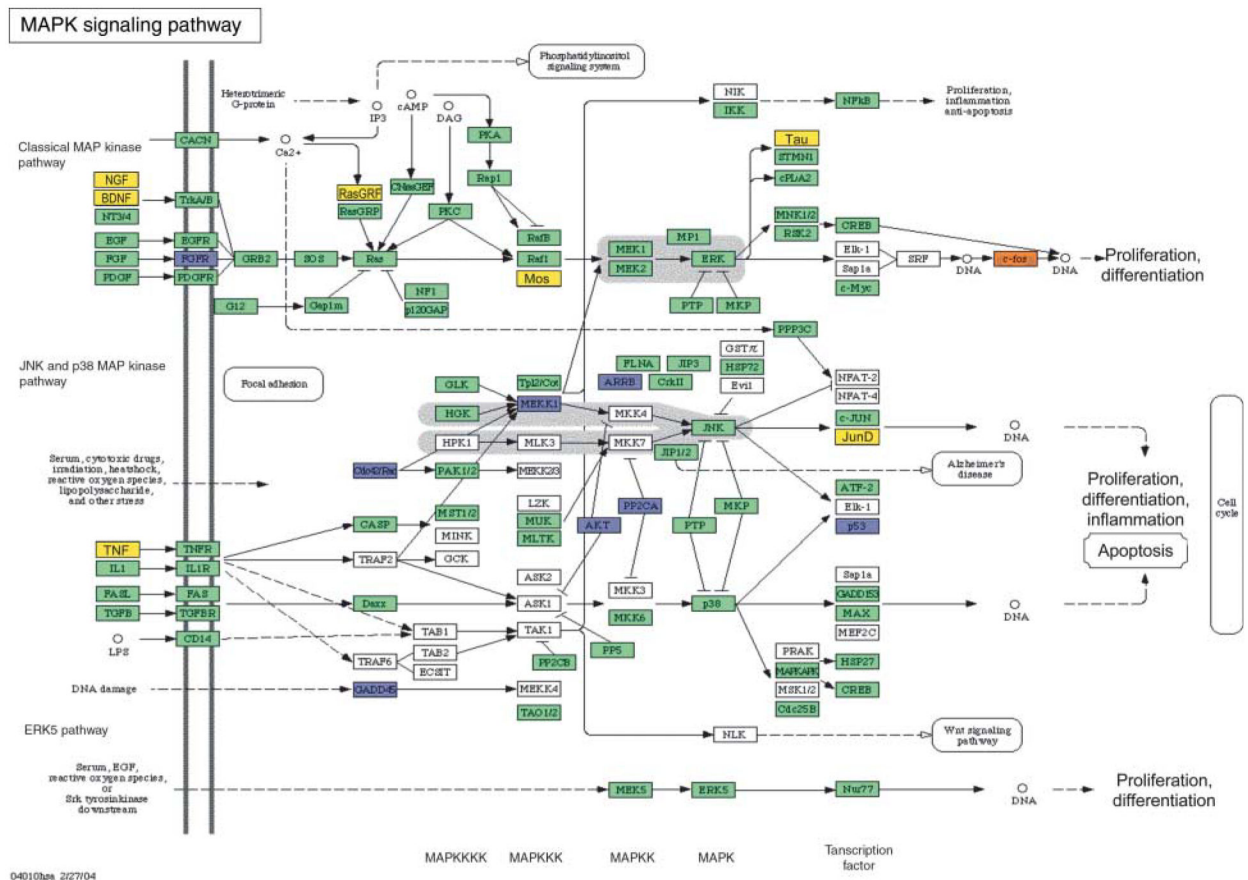 MAPK signaling pathway
Phosphatidylinositol
signaling system
Heterotrimeric
G-protein
IP3
cAMP
DAG
NIK
IKK
NFkB
Proliferation,
inflammation
anti-apoptosis
Classical MAP kinase
pathway
CACN
Ca2+
PKA
Tau
STMN1
cPLA2
NGF
BDNF
NT3/4
TrkA/B
RasGRF
RasGRP
CNasGEF
PKC
Rap1
MNK1/2
RSK2
CREB
EGF
EGFR
FGF
FGFR
PDGF
PDGFR
GRB2
SOS
Ras
RafB
Raf1
Mos
MEK1
MEK2
MP1
ERK
Elk-1
Sap1a
c-Myc
SRF
DNA
c-fos
DNA
Proliferation,
differentiation
G12
Gap1m
NF1
p120GAP
PTP
MKP
PPP3C
JNK and p38 MAP kinase
pathway
Focal adhesion
GLK
HGK
HPK1
Tpl2/Cot
MEKK1
MLK3
FLNA
JIP3
ARRB
CrkII
GSTπ
HSP72
Evi1
NFAT-2
NFAT-4
MKK4
MKK7
JNK
c-JUN
JunD
DNA
JIP1/2
Alzheimer's
disease
Cell
cycle
Serum, cytotoxic drugs,
irradiation, heatshock,
reactive oxygen species,
lipopolysaccharide,
and other stress
Cdc42/Rac
PAK1/2
MEKK2/3
LZK
MUK
MLTK
PP2CA
AKT
PTP
MKP
ATF-2
Elk-1
p53
Proliferation,
differentiation,
inflammation
Apoptosis
CASP
MST1/2
MINK
GCK
TRAF2
TNF
TNFR
IL1
IL1R
FASL
FAS
TGFB
TGFBR
LPS
CD14
Daxx
ASK2
ASK1
MKK3
MKK6
p38
Sap1a
GADD153
MAX
MEF2C
DNA
TAB1
TAK1
TAB2
ECSIT
TRAF6
PP2CB
PP5
PRAK
MAPKAPK
MSK1/2
Cdc25B
HSP27
CREB
DNA damage
GADD45
MEKK4
TAO1/2
ERK5 pathway
NLK
Wnt signaling
pathway
Serum, EGF,
reactive oxygen species,
or
Srk tyrosinkinase
downstream
MEK5
ERK5
Nur77
DNA
Proliferation,
differentiation
MAPKKKK
MAPKKK
MAPKK
MAPK
Tanscription
factor
04010hsa 2/27/04